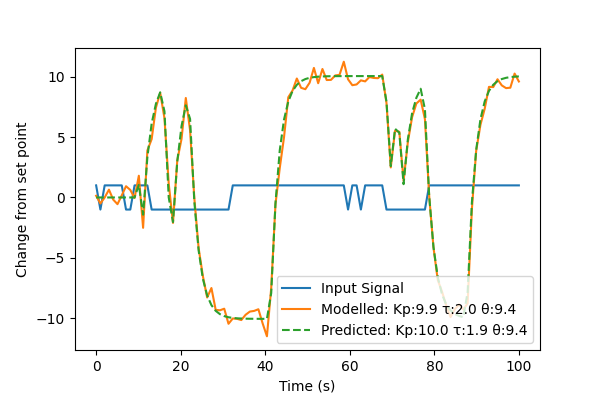 10
5
0
−5
−10
Change from set point
Input Signal
Modelled: Kp:9.9 τ:2.0 θ:9.4
Predicted: Kp:10.0 τ:1.9 θ:9.4
0 20 40 60 80 100
Time (s)